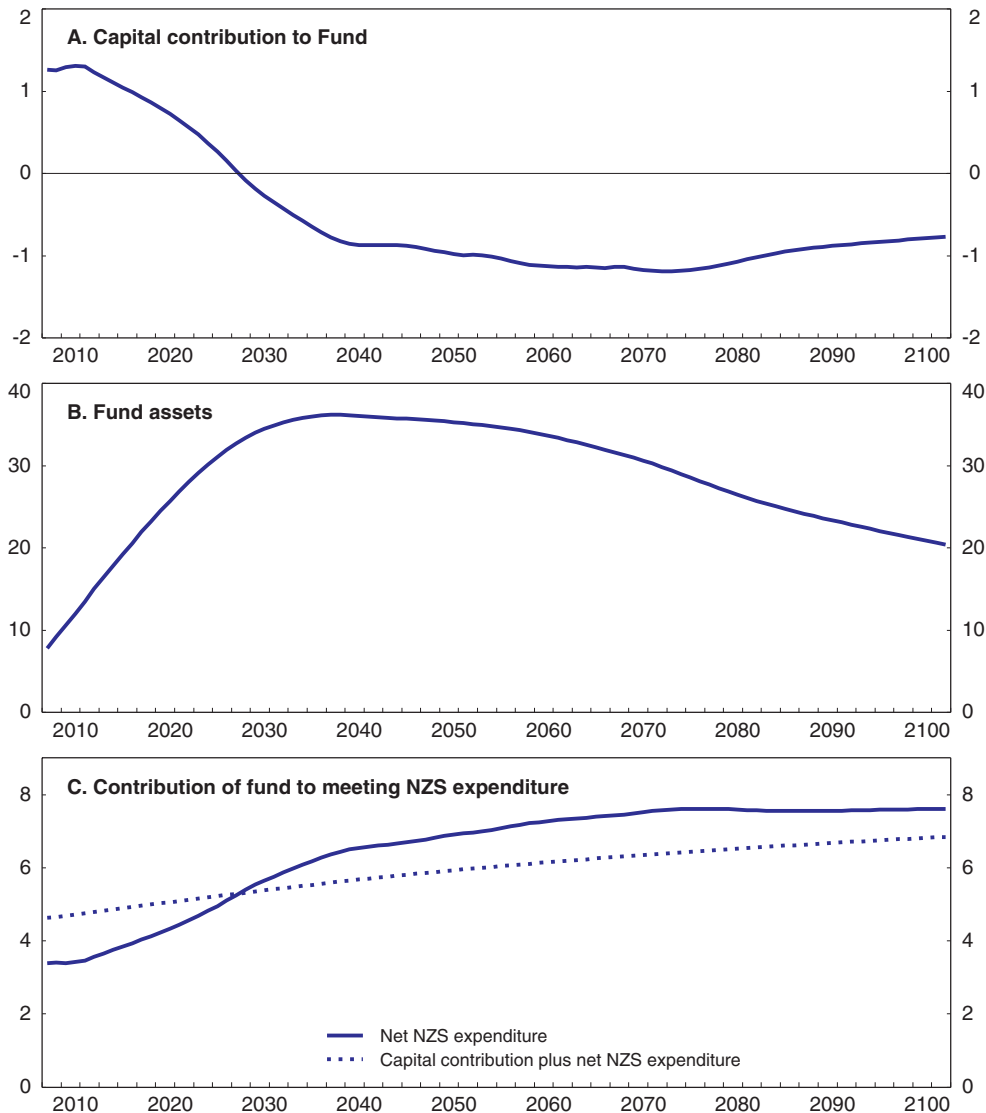 A. Capital contribution to Fund
2 2
1 1
0 0
-1 -1
-2 -2
2010 2020 2030 2040 2050 2060 2070 2080 2090 2100
B. Fund assets
40 40
30 30
20 20
10 10
0 0
2010 2020 2030 2040 2050 2060 2070 2080 2090 2100
C. Contribution of fund to meeting NZS expenditure
8 8
6 6
4 4
2 2
Net NZS expenditure
Capital contribution plus net NZS expenditure
0 0
2010 2020 2030 2040 2050 2060 2070 2080 2090 2100